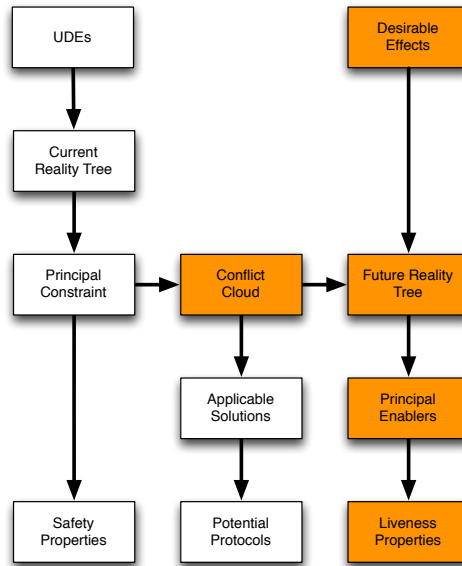 UDEs
Desirable
Effects
Current
Reality Tree
Principal
Constraint
Conflict
Cloud
Future Reality
Tree
Applicable
Solutions
Principal
Enablers
Safety
Properties
Potential
Protocols
Liveness
Properties